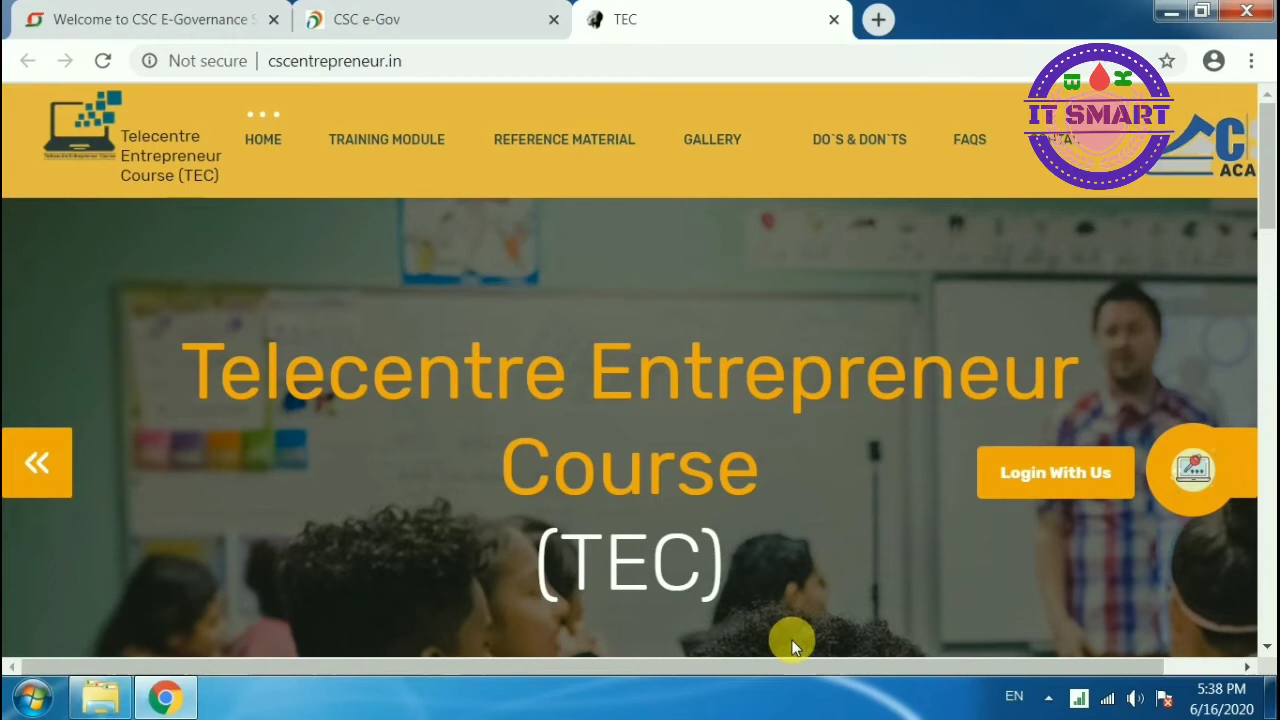 Welcome to CSC E-Governance S
CSC e-Gov
TEC
Not secure
cscentrepreneur.in
Telecentre
Entrepreneur
Course (TEC)
HOME
TRAINING MODULE
REFERENCE MATERIAL
GALLERY
DO`S & DON`TS
FAQS
IT SMART
ACA
Telecentre Entrepreneur
Course
(TEC)
Login With Us
EN
5:38 PM
6/16/2020